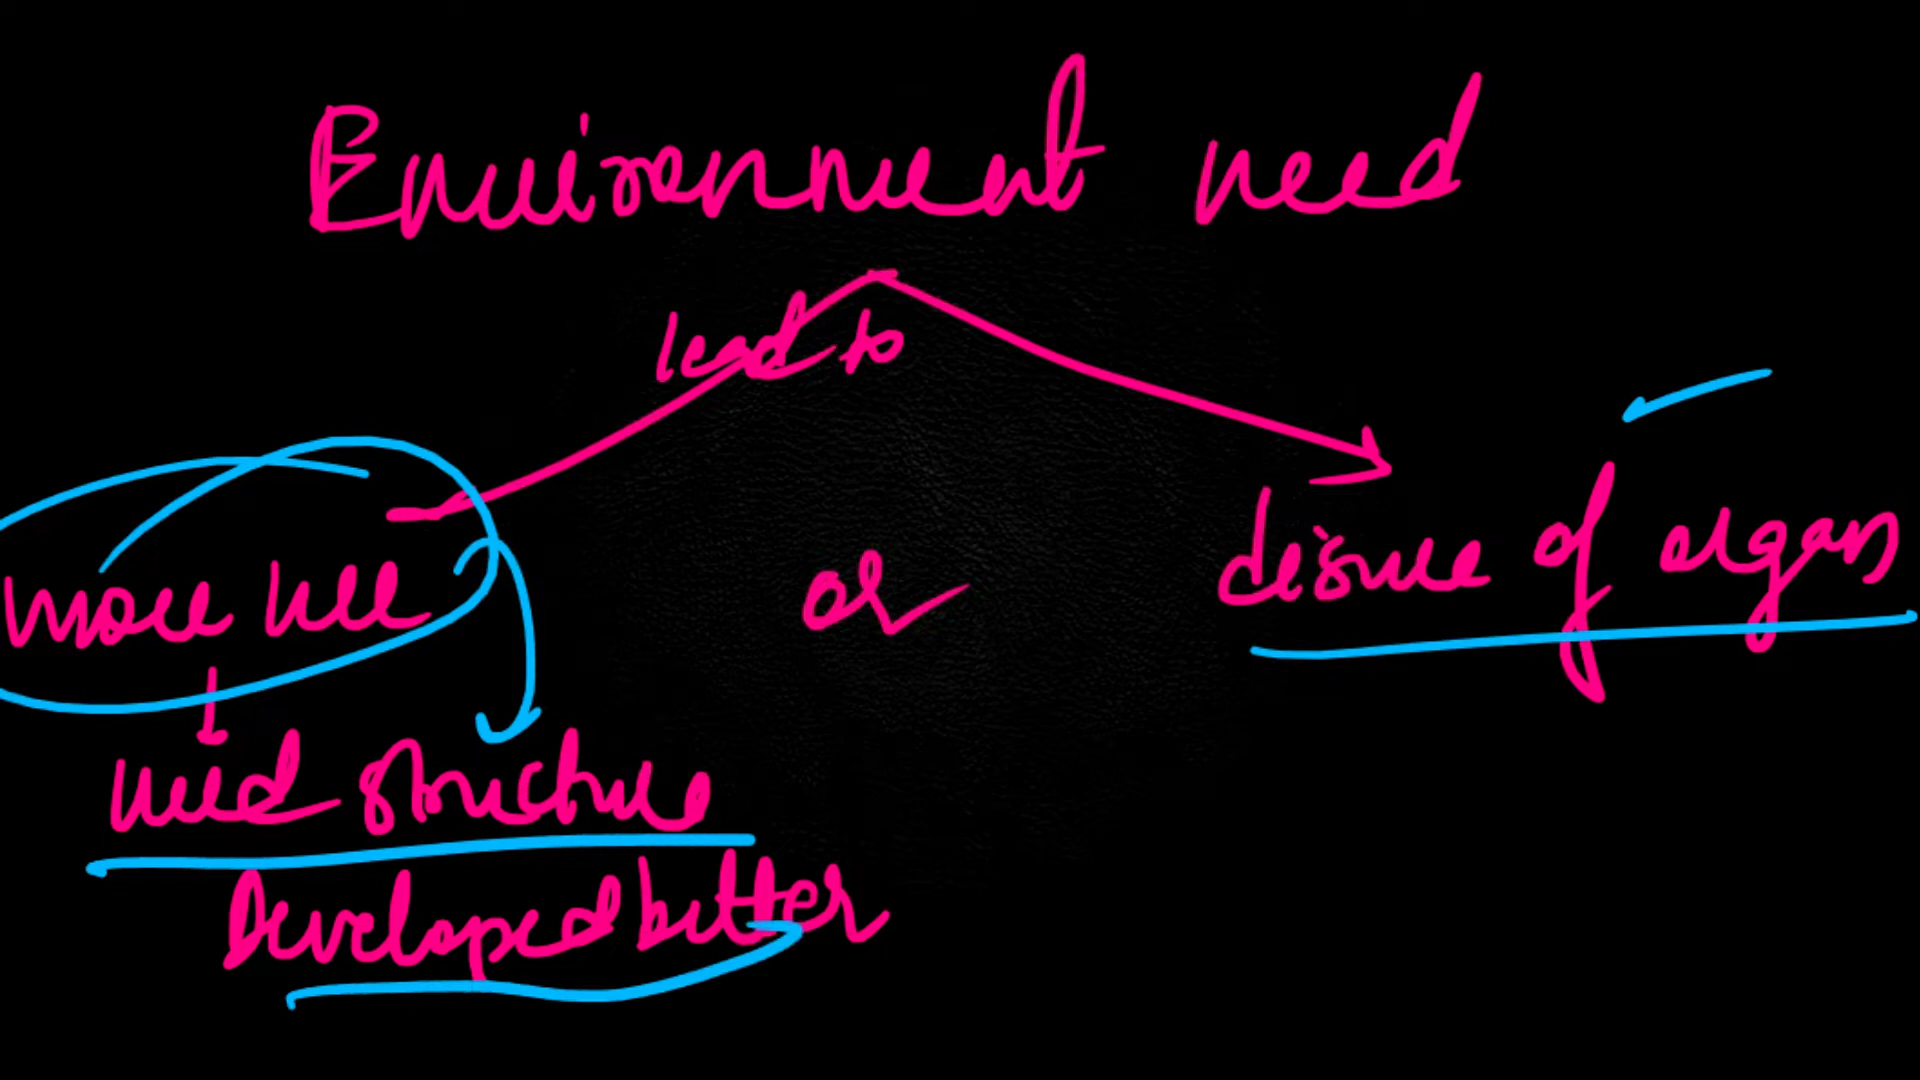 Environment need
lead to
more use or disuse of organ
used structure
Developed better